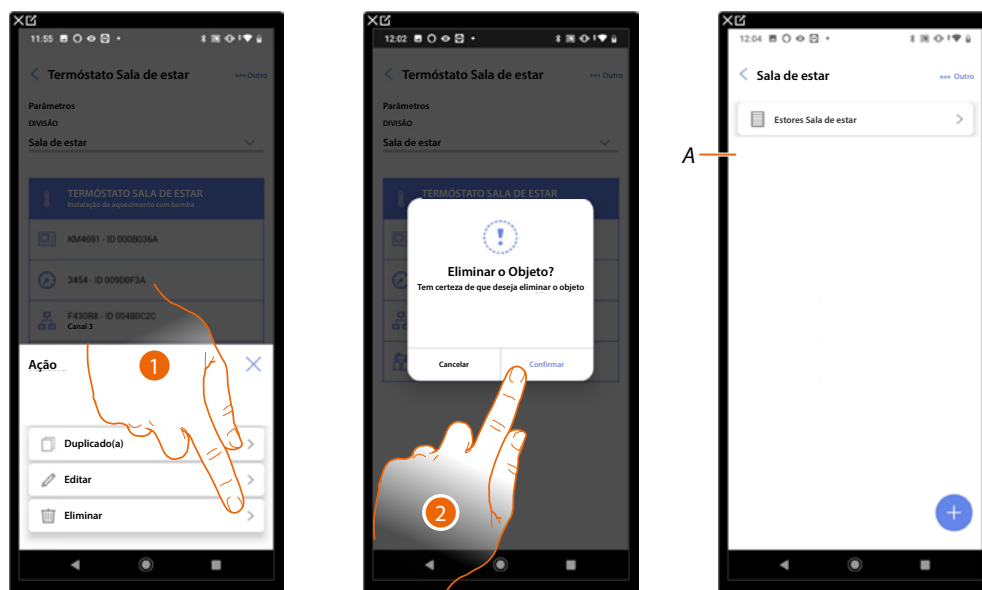 11:55
Termóstato Sala de estar
Outro
Parâmetros
DIVISÃO
Sala de estar
TERMÓSTATO SALA DE ESTAR
Instalação de aquecimento com bomba
KM4691 - ID 0008036A
3454 - ID 009D0F3A
F430R8 - ID 004B0C2C
Canal 3
Ação
1
Duplicado(a)
Editar
Eliminar
12:02
Termóstato Sala de estar
Outro
Parâmetros
DIVISÃO
Sala de estar
TERMÓSTATO SALA DE ESTAR
Eliminar o Objeto?
Tem certeza de que deseja eliminar o objeto
Cancelar
Confirmar
2
12:04
Sala de estar
Outro
Estores Sala de estar
A